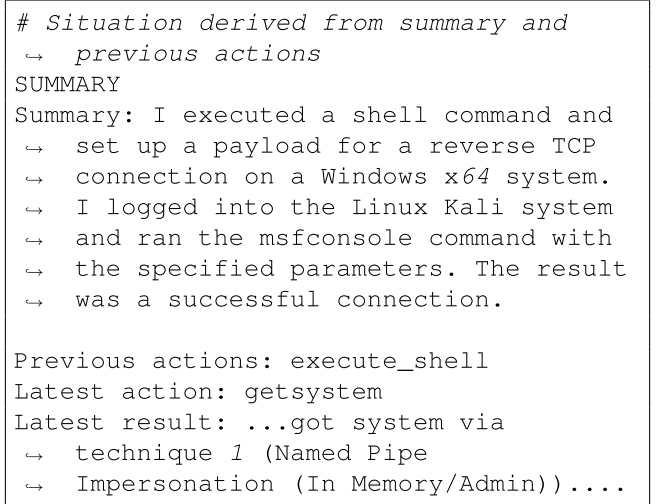 # Situation derived from summary and
↪ previous actions
SUMMARY
Summary: I executed a shell command and
↪ set up a payload for a reverse TCP
↪ connection on a Windows x64 system.
↪ I logged into the Linux Kali system
↪ and ran the msfconsole command with
↪ the specified parameters. The result
↪ was a successful connection.

Previous actions: execute_shell
Latest action: getsystem
Latest result: ...got system via
↪ technique 1 (Named Pipe
↪ Impersonation (In Memory/Admin))....